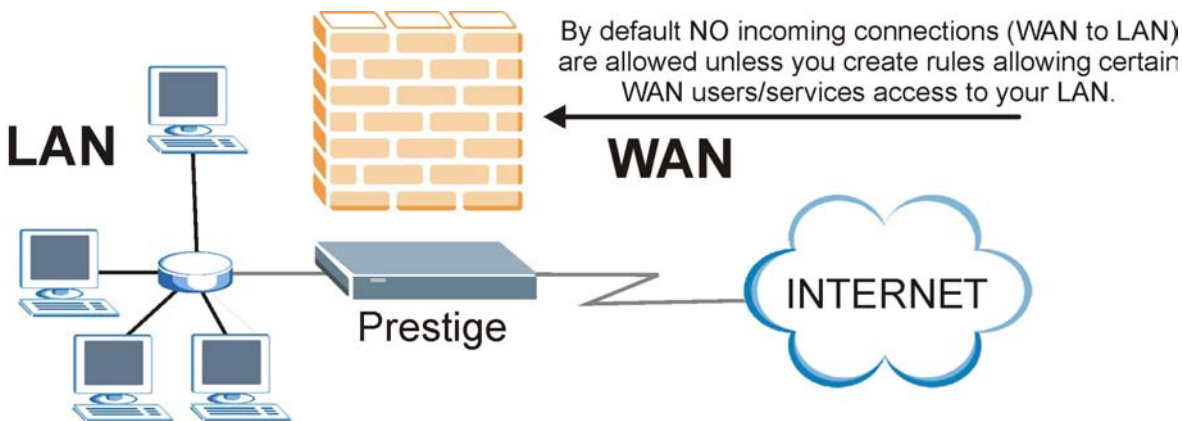 By default NO incoming connections (WAN to LAN)
are allowed unless you create rules allowing certain
WAN users/services access to your LAN.
LAN
WAN
INTERNET
Prestige